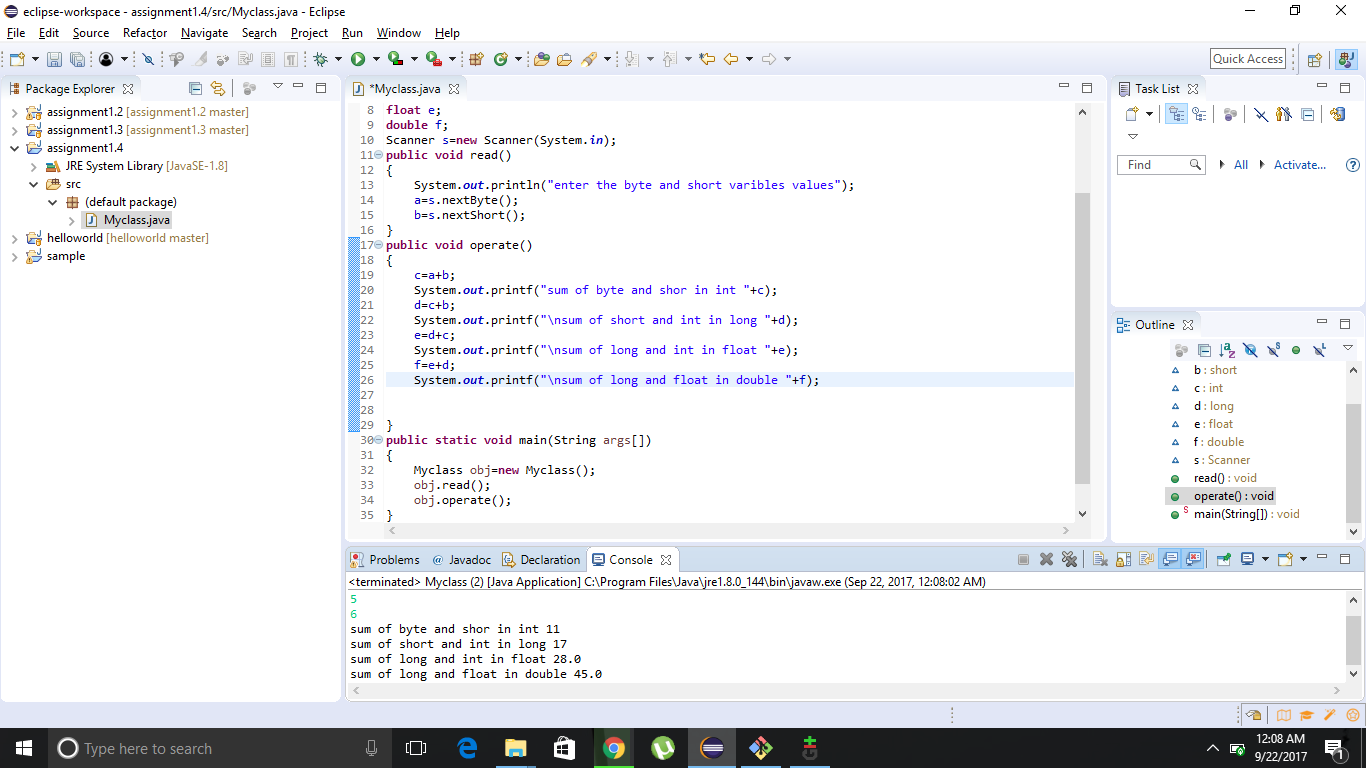 eclipse-workspace - assignment1.4/src/Myclass.java - Eclipse
File Edit Source Refactor Navigate Search Project Run Window Help
Quick Access
Package Explorer
assignment1.2 [assignment1.2 master]
assignment1.3 [assignment1.3 master]
assignment1.4
JRE System Library [JavaSE-1.8]
src
(default package)
Myclass.java
helloworld [helloworld master]
sample
*Myclass.java
8 float e;
9 double f;
10 Scanner s=new Scanner(System.in);
11 public void read()
12 {
13 System.out.println("enter the byte and short varibles values");
14 a=s.nextByte();
15 b=s.nextShort();
16 }
17 public void operate()
18 {
19 c=a+b;
20 System.out.printf("sum of byte and shor in int "+c);
21 d=c+b;
22 System.out.printf("\nsum of short and int in long "+d);
23 e=d+c;
24 System.out.printf("\nsum of long and int in float "+e);
25 f=e+d;
26 System.out.printf("\nsum of long and float in double "+f);
27
28
29 }
30 public static void main(String args[])
31 {
32 Myclass obj=new Myclass();
33 obj.read();
34 obj.operate();
35 }
Task List
Find All Activate...
Outline
b : short
c : int
d : long
e : float
f : double
s : Scanner
read() : void
operate() : void
main(String[]) : void
Problems @ Javadoc Declaration Console
<terminated> Myclass (2) [Java Application] C:\Program Files\Java\jre1.8.0_144\bin\javaw.exe (Sep 22, 2017, 12:08:02 AM)
5
6
sum of byte and shor in int 11
sum of short and int in long 17
sum of long and int in float 28.0
sum of long and float in double 45.0
Type here to search
12:08 AM
9/22/2017
1